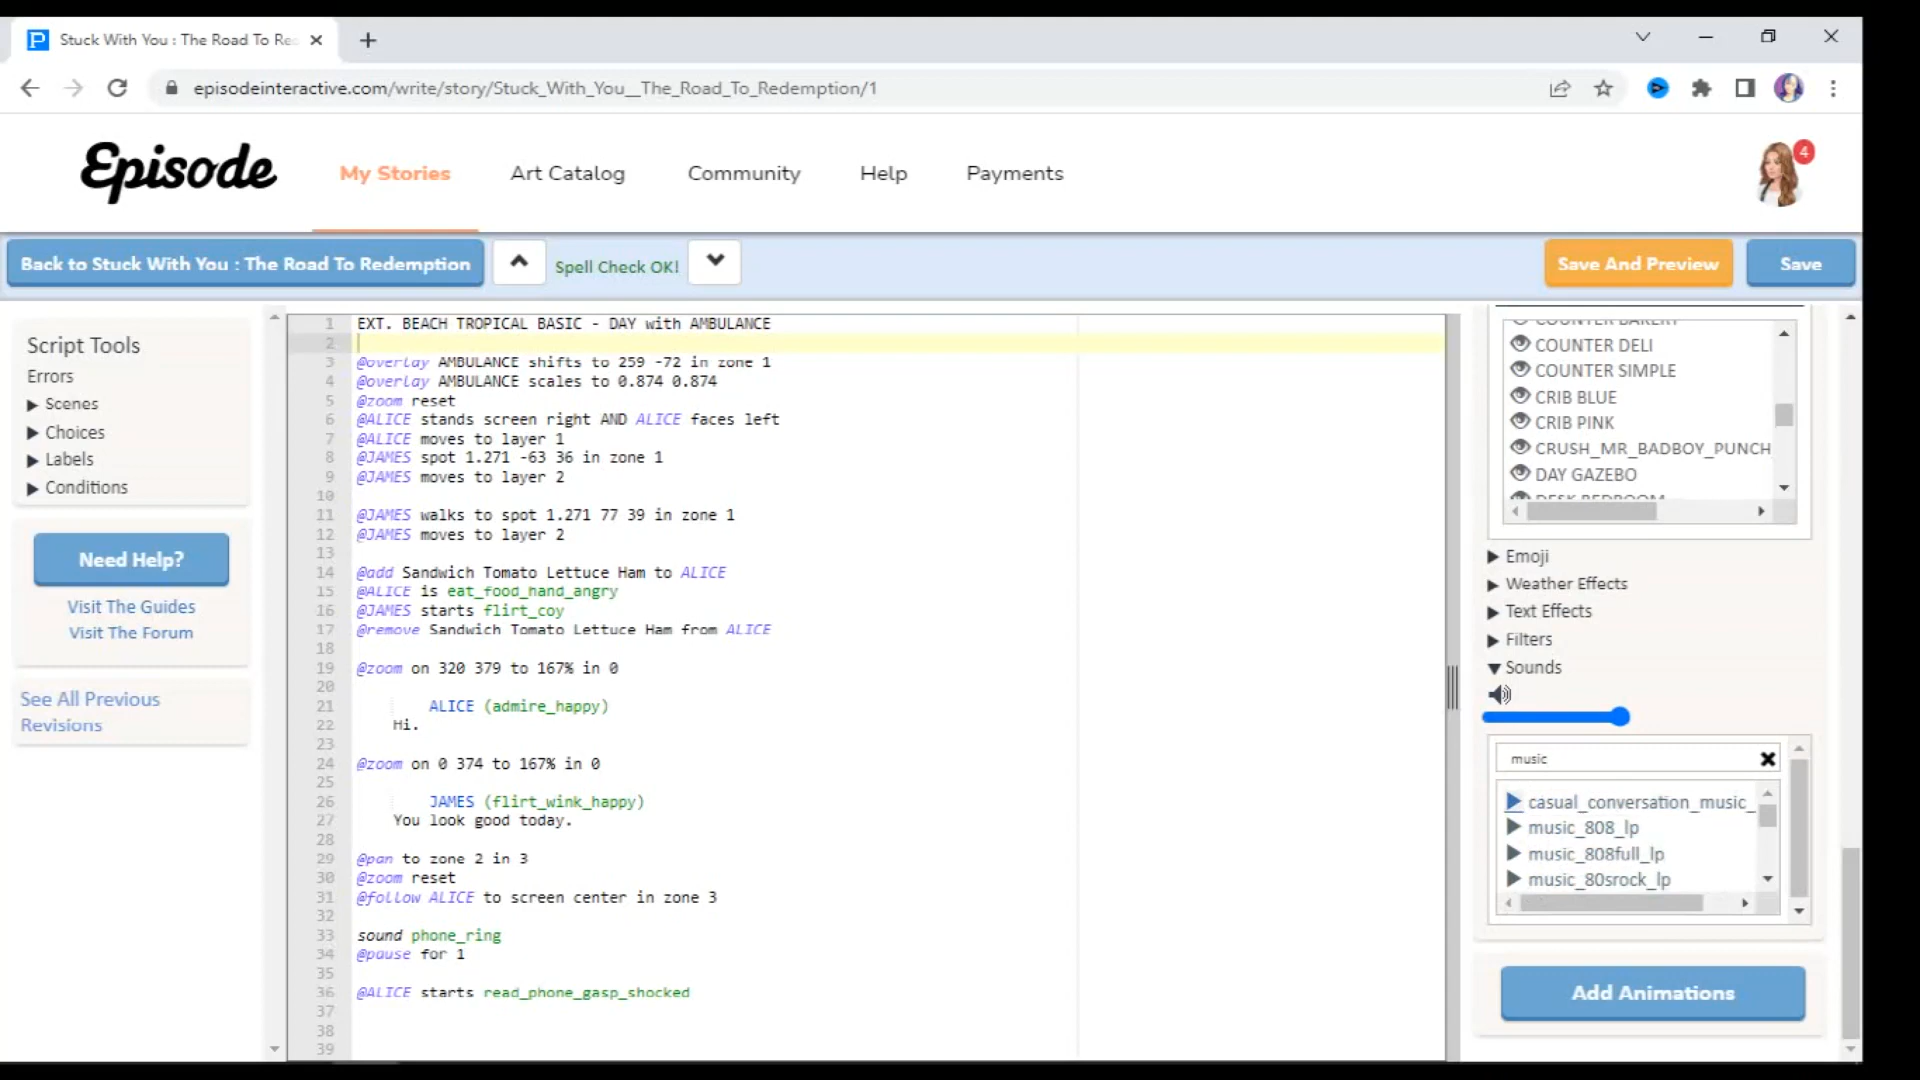 Stuck With You : The Road To Re
episodeinteractive.com/write/story/Stuck_With_You__The_Road_To_Redemption/1
Episode
My Stories
Art Catalog
Community
Help
Payments
4
Back to Stuck With You : The Road To Redemption
Spell Check OK!
Save And Preview
Save
Script Tools
Errors
Scenes
Choices
Labels
Conditions
Need Help?
Visit The Guides
Visit The Forum
See All Previous
Revisions
1 EXT. BEACH TROPICAL BASIC - DAY with AMBULANCE
2
3 @overlay AMBULANCE shifts to 259 -72 in zone 1
4 @overlay AMBULANCE scales to 0.874 0.874
5 @zoom reset
6 @ALICE stands screen right AND ALICE faces left
7 @ALICE moves to layer 1
8 @JAMES spot 1.271 -63 36 in zone 1
9 @JAMES moves to layer 2
10
11 @JAMES walks to spot 1.271 77 39 in zone 1
12 @JAMES moves to layer 2
13
14 @add Sandwich Tomato Lettuce Ham to ALICE
15 @ALICE is eat_food_hand_angry
16 @JAMES starts flirt_coy
17 @remove Sandwich Tomato Lettuce Ham from ALICE
18
19 @zoom on 320 379 to 167% in 0
20
21 ALICE (admire_happy)
22 Hi.
23
24 @zoom on 0 374 to 167% in 0
25
26 JAMES (flirt_wink_happy)
27 You look good today.
28
29 @pan to zone 2 in 3
30 @zoom reset
31 @follow ALICE to screen center in zone 3
32
33 sound phone_ring
34 @pause for 1
35
36 @ALICE starts read_phone_gasp_shocked
37
38
39
COUNTER BAKERY
COUNTER DELI
COUNTER SIMPLE
CRIB BLUE
CRIB PINK
CRUSH_MR_BADBOY_PUNCH
DAY GAZEBO
DESK BEDROOM
Emoji
Weather Effects
Text Effects
Filters
Sounds
music
casual_conversation_music_
music_808_lp
music_808full_lp
music_80srock_lp
Add Animations